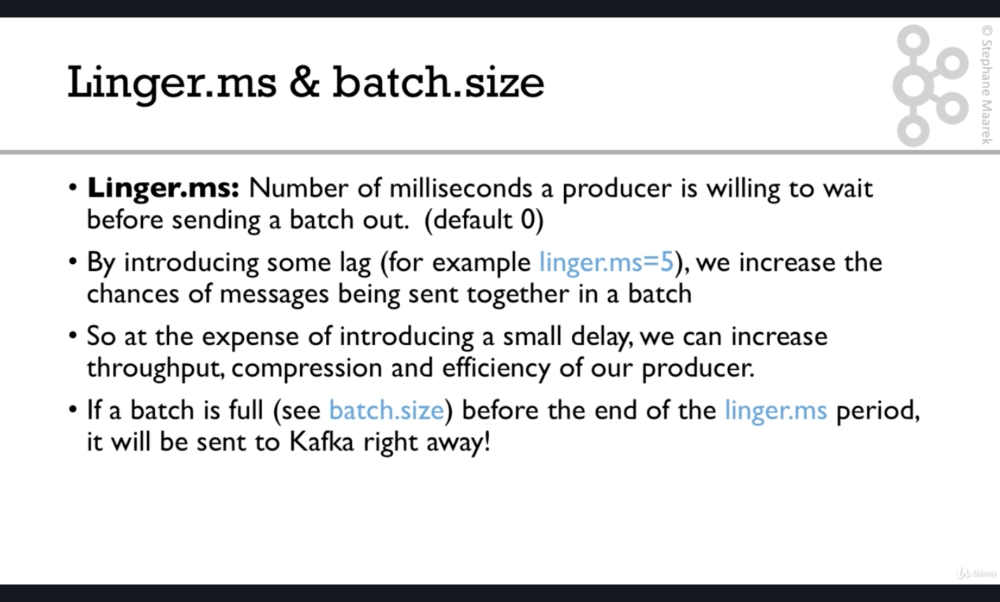 Linger.ms & batch.size
© Stephane Maarek
• Linger.ms: Number of milliseconds a producer is willing to wait
before sending a batch out. (default 0)
• By introducing some lag (for example linger.ms=5), we increase the
chances of messages being sent together in a batch
• So at the expense of introducing a small delay, we can increase
throughput, compression and efficiency of our producer.
• If a batch is full (see batch.size) before the end of the linger.ms period,
it will be sent to Kafka right away!
Udemy